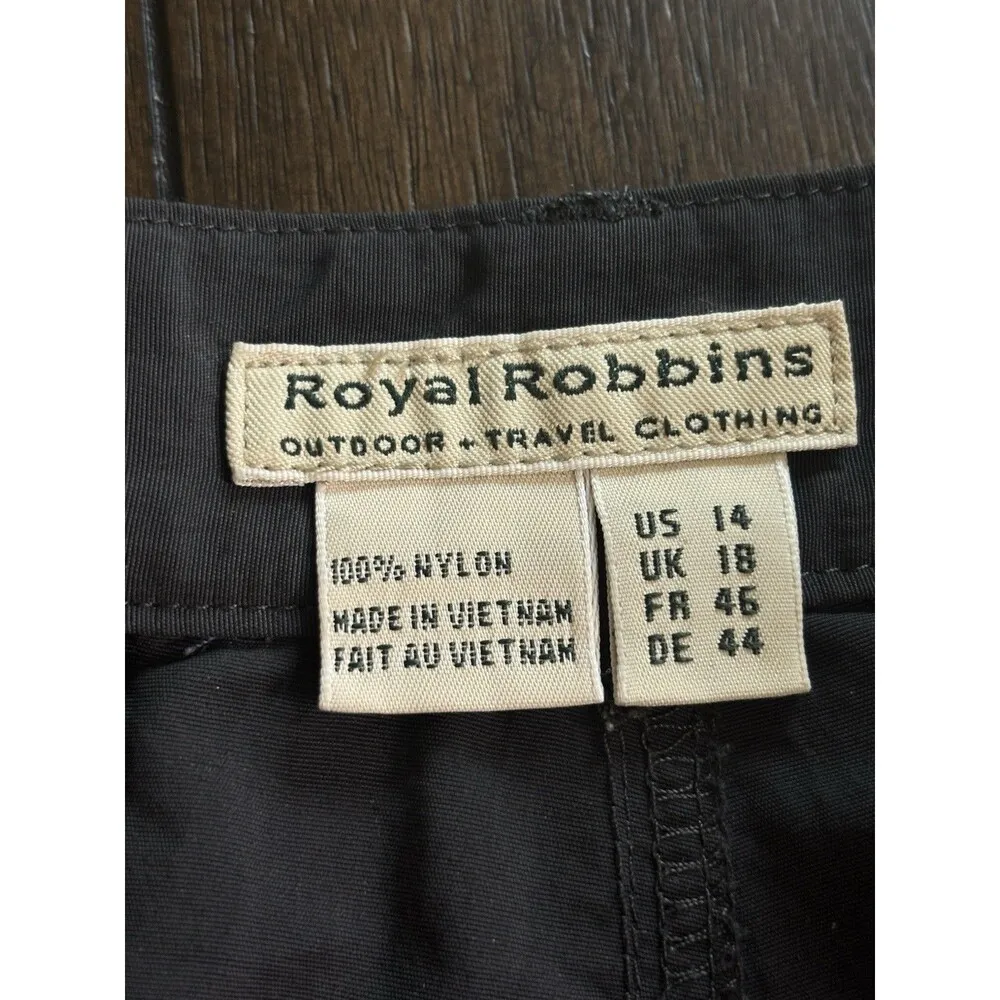 Royal Robbins
OUTDOOR + TRAVEL CLOTHING
100% NYLON
MADE IN VIETNAM
FAIT AU VIETNAM
US 14
UK 18
FR 46
DE 44